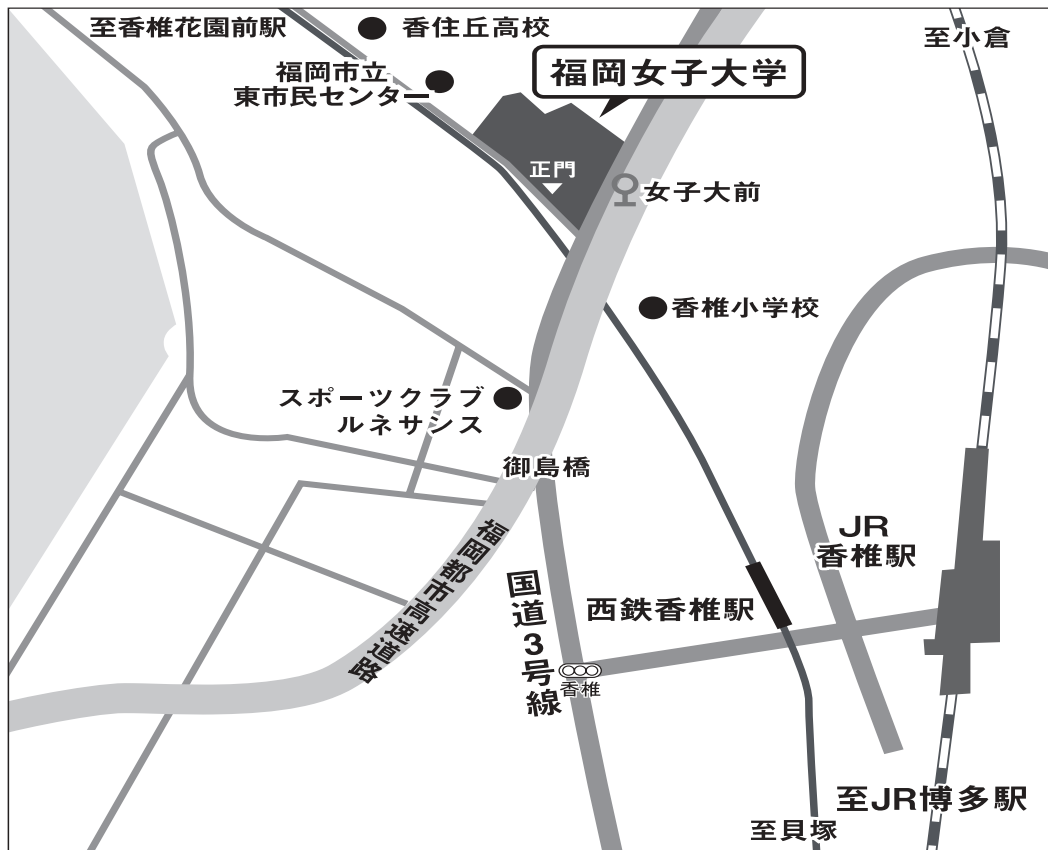 至香椎花園前駅
香住丘高校
至小倉
福岡市立
東市民センター
福岡女子大学
正門
女子大前
香椎小学校
スポーツクラブ
ルネサンス
御島橋
JR
香椎駅
福岡都市高速道路
国道3号線
西鉄香椎駅
香椎
至JR博多駅
至貝塚